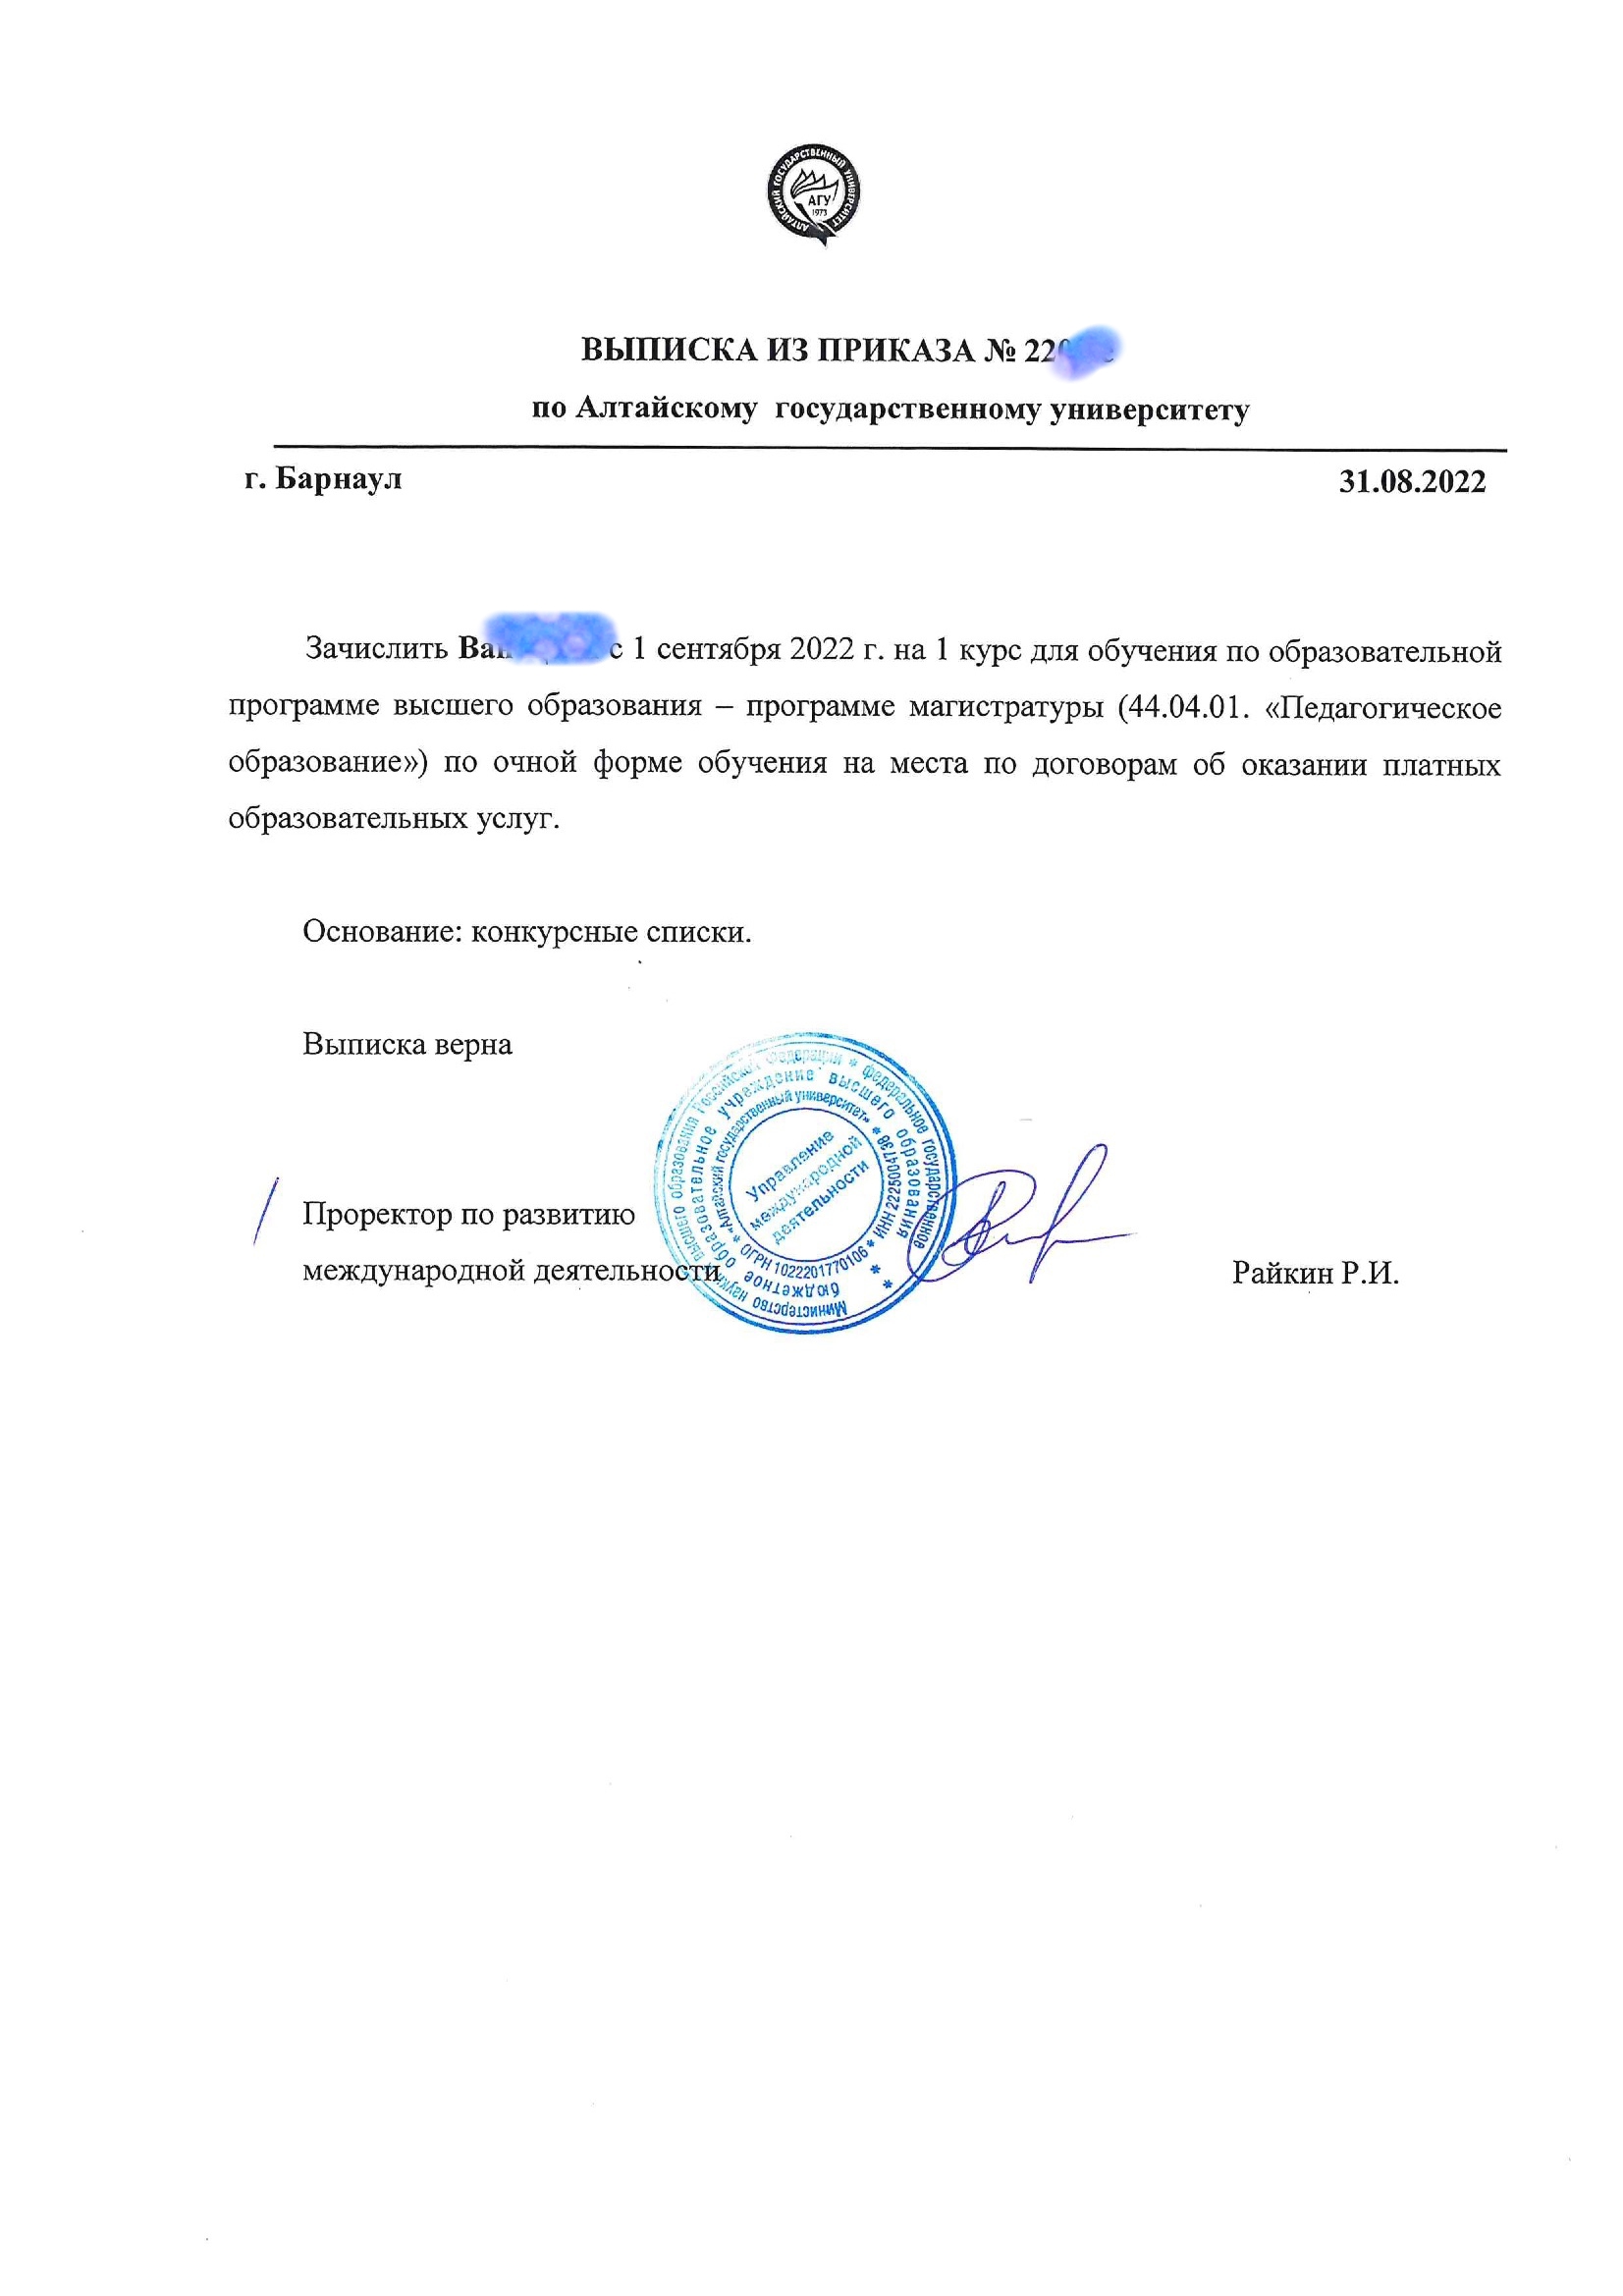 АЛТАЙСКИЙ ГОСУДАРСТВЕННЫЙ УНИВЕРСИТЕТ
АГУ
1973
ВЫПИСКА ИЗ ПРИКАЗА № 22
по Алтайскому государственному университету
г. Барнаул 31.08.2022
Зачислить с 1 сентября 2022 г. на 1 курс для обучения по образовательной
программе высшего образования – программе магистратуры (44.04.01. «Педагогическое
образование») по очной форме обучения на места по договорам об оказании платных
образовательных услуг.
Основание: конкурсные списки.
Выписка верна
Министерство науки и высшего образования Российской Федерации * федеральное государственное
бюджетное образовательное учреждение высшего образования
«Алтайский государственный университет» * ИНН 2225004738 * ОГРН 1022201770106 *
Управление
международной
деятельности
Проректор по развитию
международной деятельности Райкин Р.И.